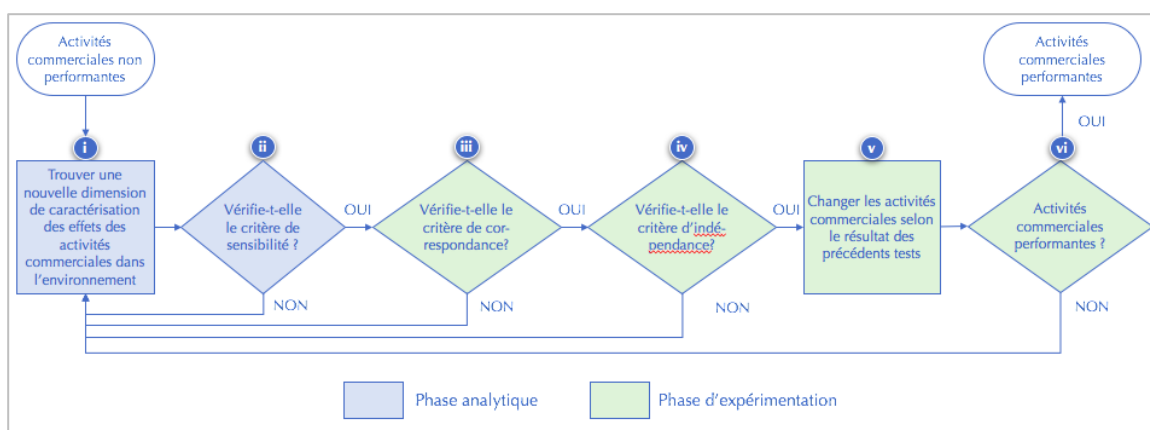 Activités
commerciales non
performantes
Activités
commerciales
performantes
OUI
i
ii
iii
iv
v
vi
Trouver une
nouvelle dimension
de caractérisation
des effets des
activités
commerciales dans
l'environnement
Vérifie-t-elle
le critère de
sensibilité ?
OUI
Vérifie-t-elle le
critère de cor-
respondance?
OUI
Vérifie-t-elle le
critère d'indé-
pendance?
OUI
Changer les activités
commerciales selon
le résultat des
précédents tests
Activités
commerciales
performantes ?
NON
NON
NON
NON
Phase analytique
Phase d'expérimentation